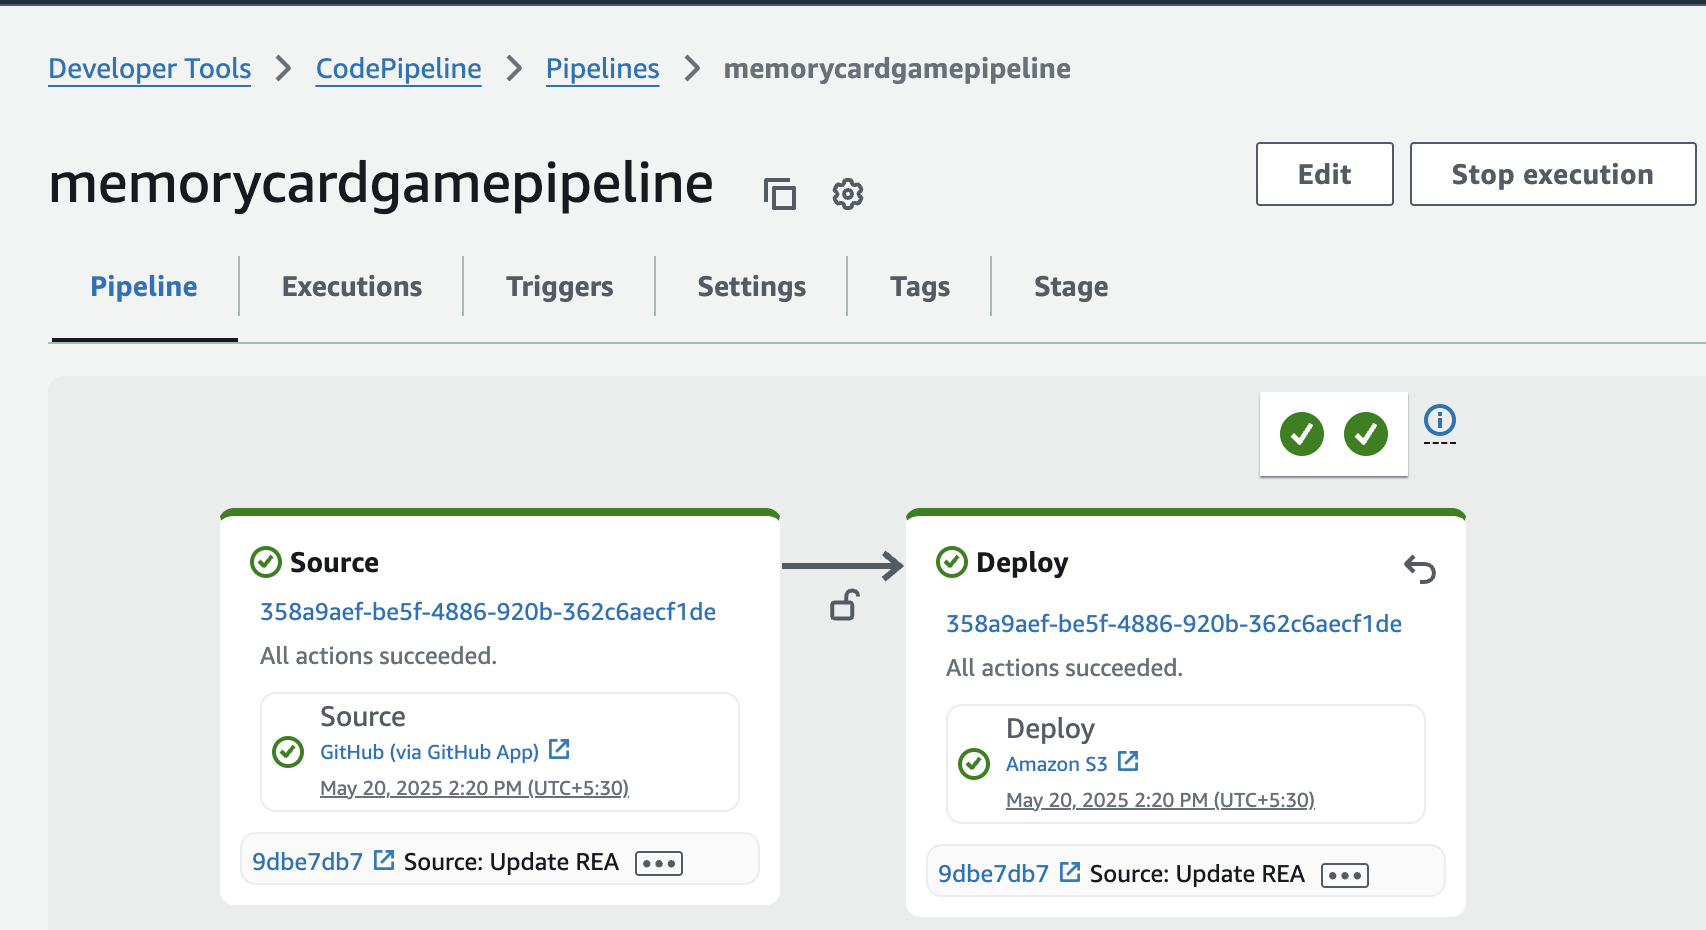 Developer Tools > CodePipeline > Pipelines > memorycardgamepipeline
memorycardgamepipeline
Edit
Stop execution
Pipeline
Executions
Triggers
Settings
Tags
Stage
Source
358a9aef-be5f-4886-920b-362c6aecf1de
All actions succeeded.
Source
GitHub (via GitHub App)
May 20, 2025 2:20 PM (UTC+5:30)
9dbe7db7 Source: Update REA
Deploy
358a9aef-be5f-4886-920b-362c6aecf1de
All actions succeeded.
Deploy
Amazon S3
May 20, 2025 2:20 PM (UTC+5:30)
9dbe7db7 Source: Update REA